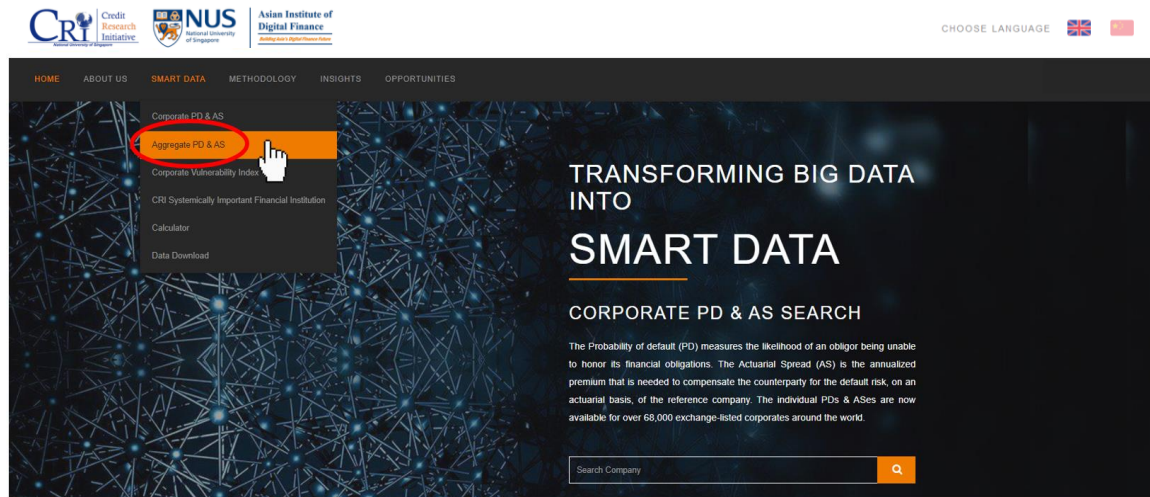 CRI
Credit
Research
Initiative
National University of Singapore
NUS
National University
of Singapore
Asian Institute of
Digital Finance
Building Asia's Digital Finance Future
CHOOSE LANGUAGE
HOME ABOUT US SMART DATA METHODOLOGY INSIGHTS OPPORTUNITIES
Corporate PD & AS
Aggregate PD & AS
Corporate Vulnerability Index
CRI Systemically Important Financial Institution
Calculator
Data Download
TRANSFORMING BIG DATA
INTO
SMART DATA
CORPORATE PD & AS SEARCH
The Probability of default (PD) measures the likelihood of an obligor being unable
to honor its financial obligations. The Actuarial Spread (AS) is the annualized
premium that is needed to compensate the counterparty for the default risk, on an
actuarial basis, of the reference company. The individual PDs & ASes are now
available for over 68,000 exchange-listed corporates around the world.
Search Company